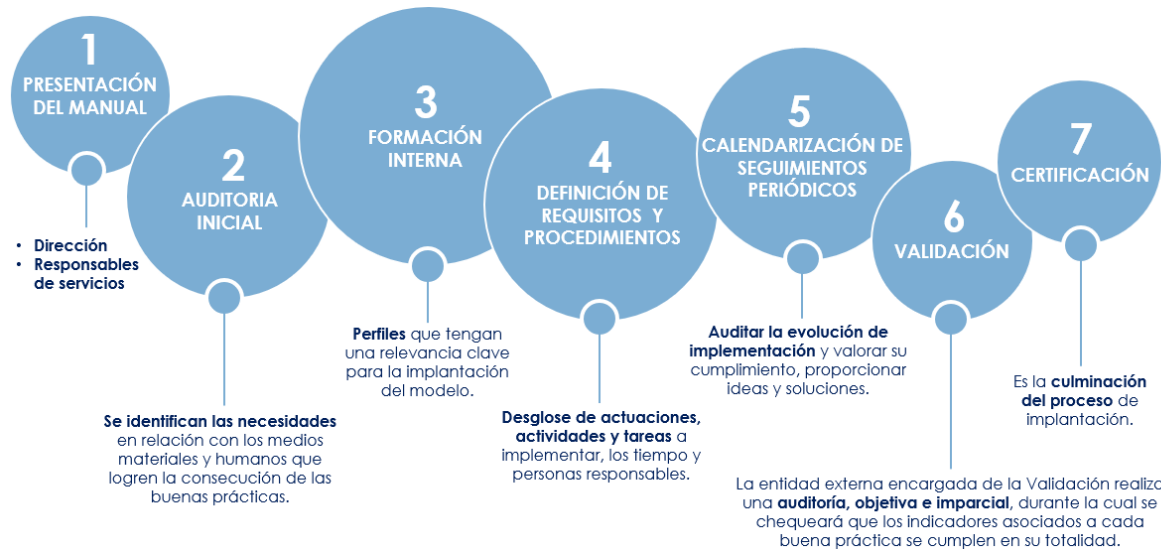 1
PRESENTACIÓN
DEL MANUAL
• Dirección
• Responsables
de servicios
2
AUDITORIA
INICIAL
Se identifican las necesidades
en relación con los medios
materiales y humanos que
logren la consecución de las
buenas prácticas.
3
FORMACIÓN
INTERNA
Perfiles que tengan
una relevancia clave
para la implantación
del modelo.
4
DEFINICIÓN DE
REQUISITOS Y
PROCEDIMIENTOS
Desglose de actuaciones,
actividades y tareas a
implementar, los tiempo y
personas responsables.
5
CALENDARIZACIÓN DE
SEGUIMIENTOS
PERIÓDICOS
Auditar la evolución de
implementación y valorar su
cumplimiento, proporcionar
ideas y soluciones.
6
VALIDACIÓN
La entidad externa encargada de la Validación realiza
una auditoría, objetiva e imparcial, durante la cual se
chequeará que los indicadores asociados a cada
buena práctica se cumplen en su totalidad.
7
CERTIFICACIÓN
Es la culminación
del proceso de
implantación.